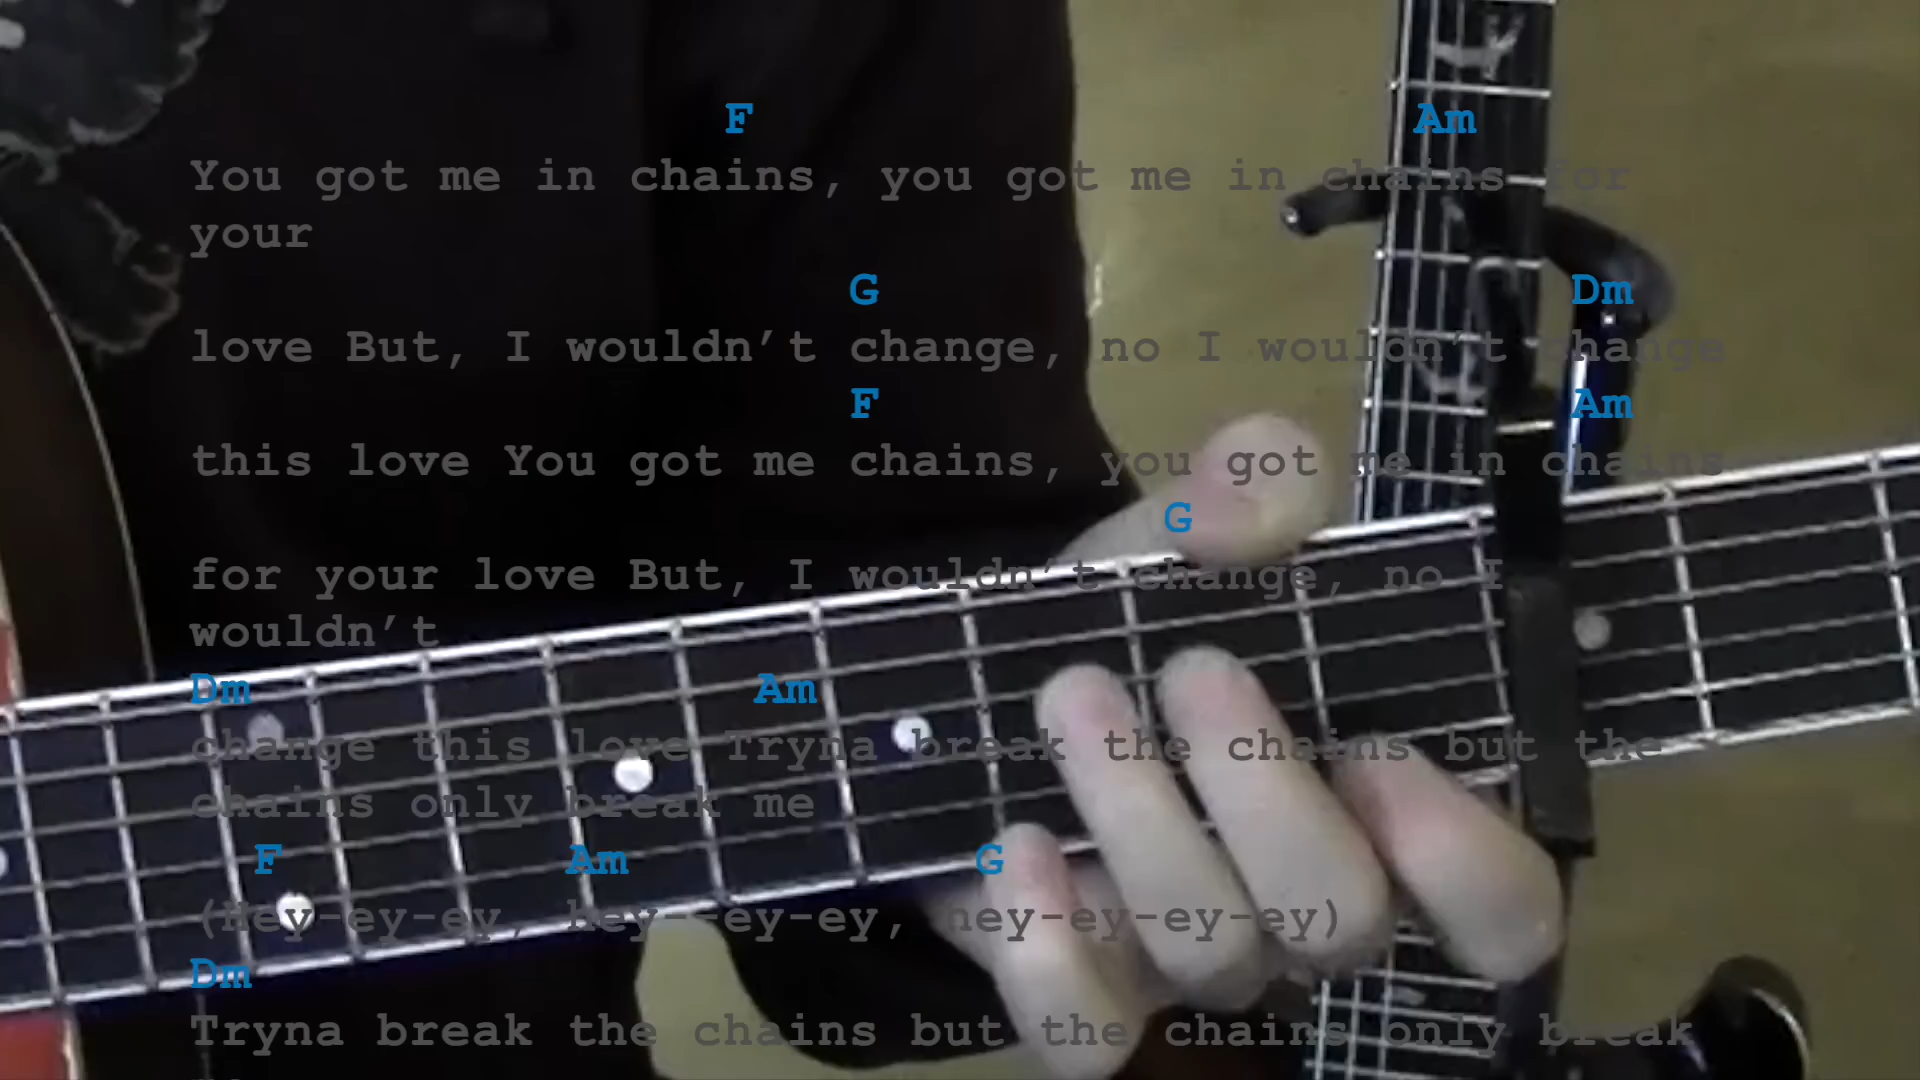 F Am
You got me in chains, you got me in chains for
your
G Dm
love But, I wouldn’t change, no I wouldn’t change
F Am
this love You got me chains, you got me in chains
G
for your love But, I wouldn’t change, no I
wouldn’t
Dm Am
change this love Tryna break the chains but the
chains only break me
F Am G
(Hey-ey-ey, hey--ey-ey, hey-ey-ey-ey)
Dm
Tryna break the chains but the chains only break